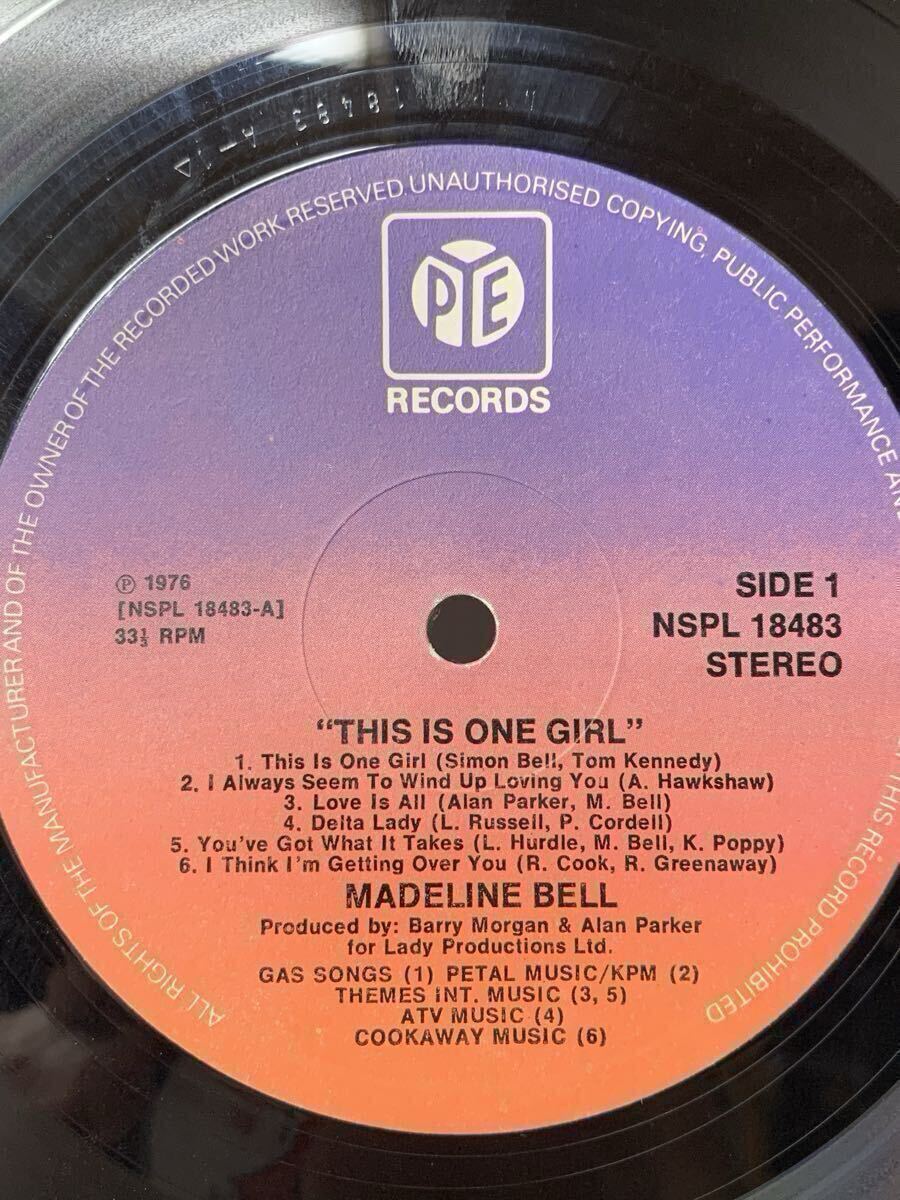 18483 A-1
ALL RIGHTS OF THE MANUFACTURER AND OF THE OWNER OF THE RECORDED WORK RESERVED. UNAUTHORISED COPYING, PUBLIC PERFORMANCE AND THIS RECORD PROHIBITED
PYE
RECORDS
℗ 1976
[NSPL 18483-A]
33⅓ RPM
SIDE 1
NSPL 18483
STEREO
“THIS IS ONE GIRL”
1. This Is One Girl (Simon Bell, Tom Kennedy)
2. I Always Seem To Wind Up Loving You (A. Hawkshaw)
3. Love Is All (Alan Parker, M. Bell)
4. Delta Lady (L. Russell, P. Cordell)
5. You've Got What It Takes (L. Hurdle, M. Bell, K. Poppy)
6. I Think I'm Getting Over You (R. Cook, R. Greenaway)
MADELINE BELL
Produced by: Barry Morgan & Alan Parker
for Lady Productions Ltd.
GAS SONGS (1) PETAL MUSIC/KPM (2)
THEMES INT. MUSIC (3, 5)
ATV MUSIC (4)
COOKAWAY MUSIC (6)